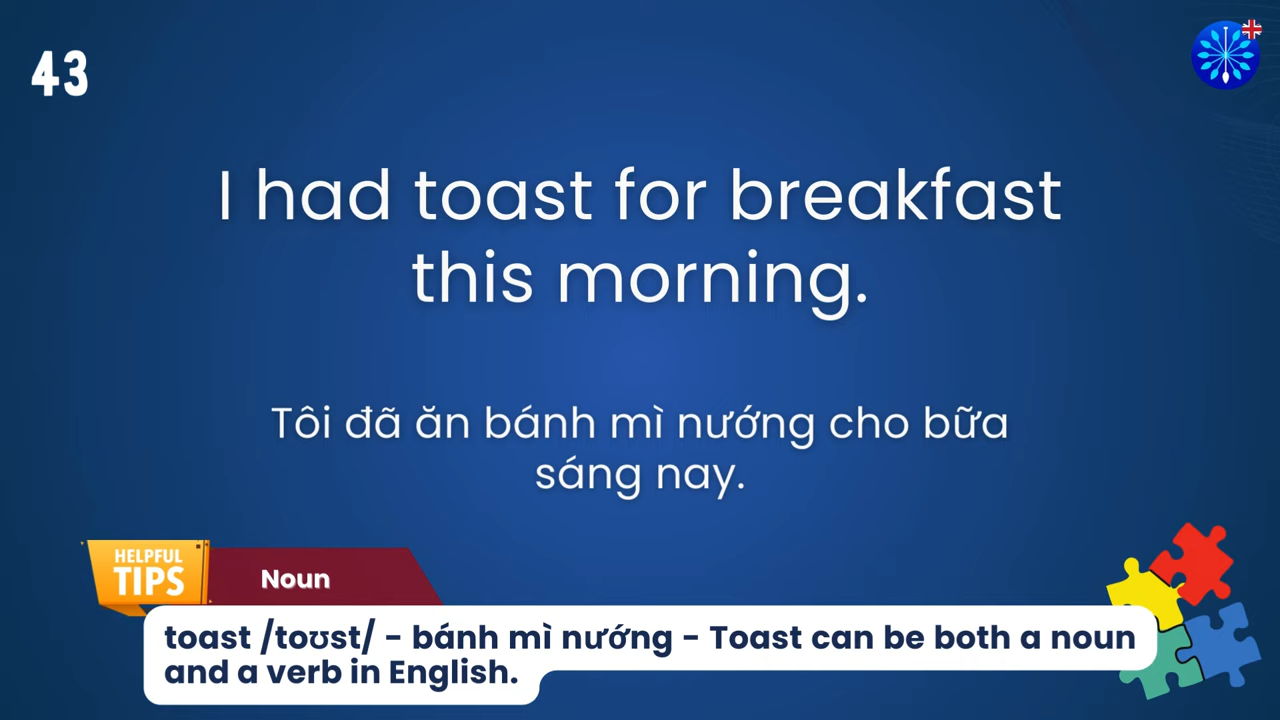 43
I had toast for breakfast
this morning.
Tôi đã ăn bánh mì nướng cho bữa
sáng nay.
HELPFUL
TIPS
Noun
toast /toʊst/ - bánh mì nướng - Toast can be both a noun
and a verb in English.